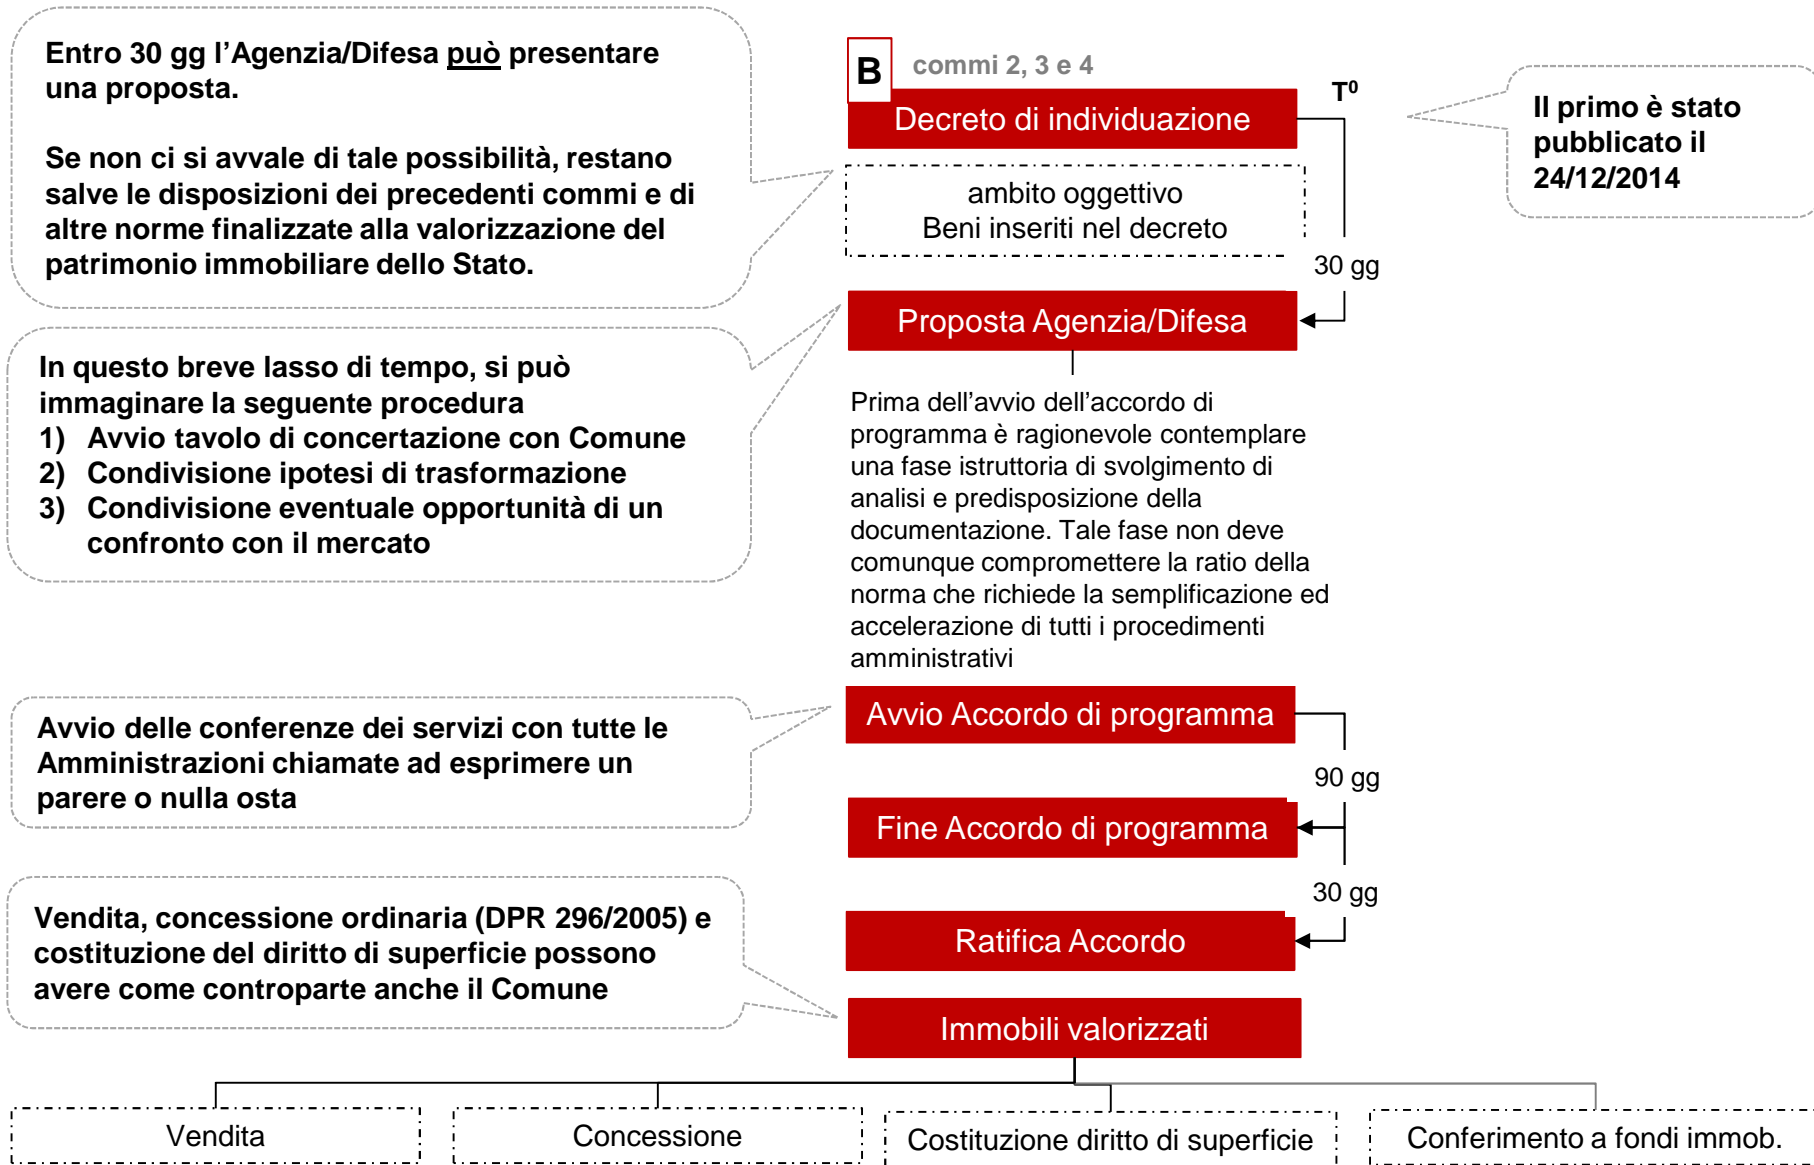 Entro 30 gg l’Agenzia/Difesa può presentare
una proposta.
Se non ci si avvale di tale possibilità, restano
salve le disposizioni dei precedenti commi e di
altre norme finalizzate alla valorizzazione del
patrimonio immobiliare dello Stato.
B
commi 2, 3 e 4
T⁰
Decreto di individuazione
Il primo è stato
pubblicato il
24/12/2014
ambito oggettivo
Beni inseriti nel decreto
30 gg
Proposta Agenzia/Difesa
In questo breve lasso di tempo, si può
immaginare la seguente procedura
1) Avvio tavolo di concertazione con Comune
2) Condivisione ipotesi di trasformazione
3) Condivisione eventuale opportunità di un
confronto con il mercato
Prima dell’avvio dell’accordo di
programma è ragionevole contemplare
una fase istruttoria di svolgimento di
analisi e predisposizione della
documentazione. Tale fase non deve
comunque compromettere la ratio della
norma che richiede la semplificazione ed
accelerazione di tutti i procedimenti
amministrativi
Avvio Accordo di programma
Avvio delle conferenze dei servizi con tutte le
Amministrazioni chiamate ad esprimere un
parere o nulla osta
90 gg
Fine Accordo di programma
30 gg
Ratifica Accordo
Vendita, concessione ordinaria (DPR 296/2005) e
costituzione del diritto di superficie possono
avere come controparte anche il Comune
Immobili valorizzati
Vendita
Concessione
Costituzione diritto di superficie
Conferimento a fondi immob.